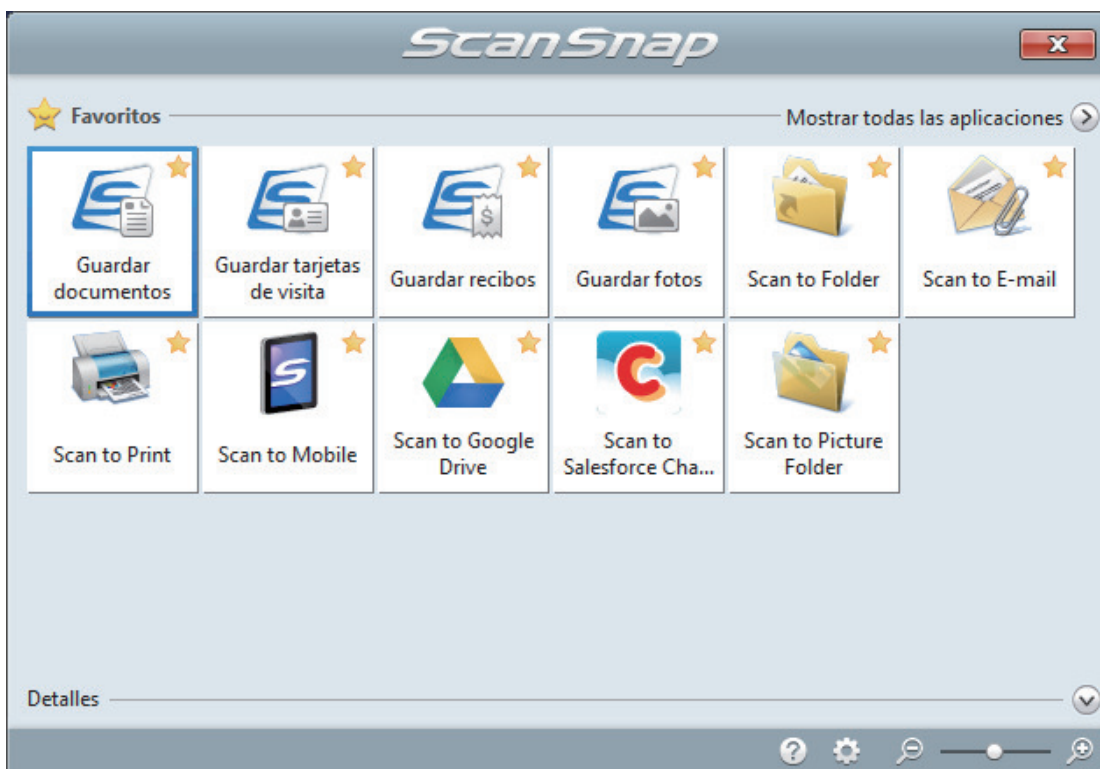 ScanSnap
Favoritos
Mostrar todas las aplicaciones
Guardar
documentos
Guardar tarjetas
de visita
Guardar recibos
Guardar fotos
Scan to Folder
Scan to E-mail
Scan to Print
Scan to Mobile
Scan to Google
Drive
Scan to
Salesforce Cha...
Scan to Picture
Folder
Detalles